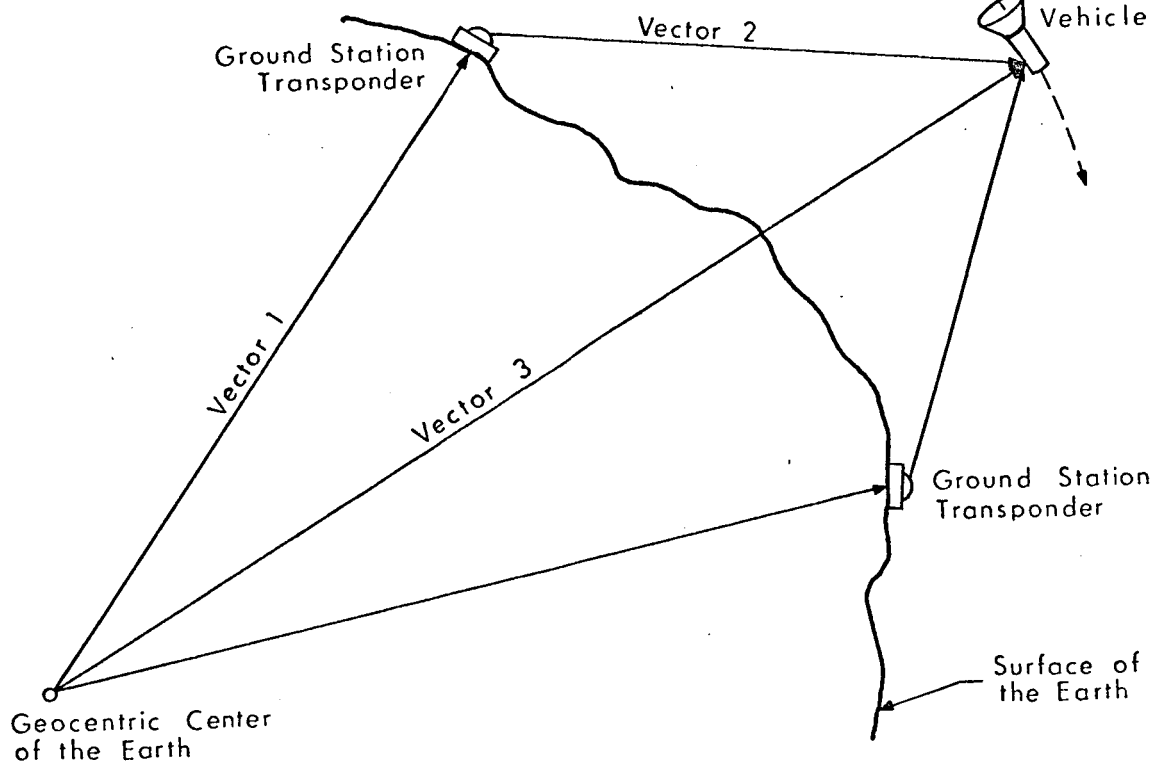 Vector 2
Vehicle
Ground Station
Transponder
Vector 1
Vector 3
Ground Station
Transponder
Surface of
the Earth
Geocentric Center
of the Earth